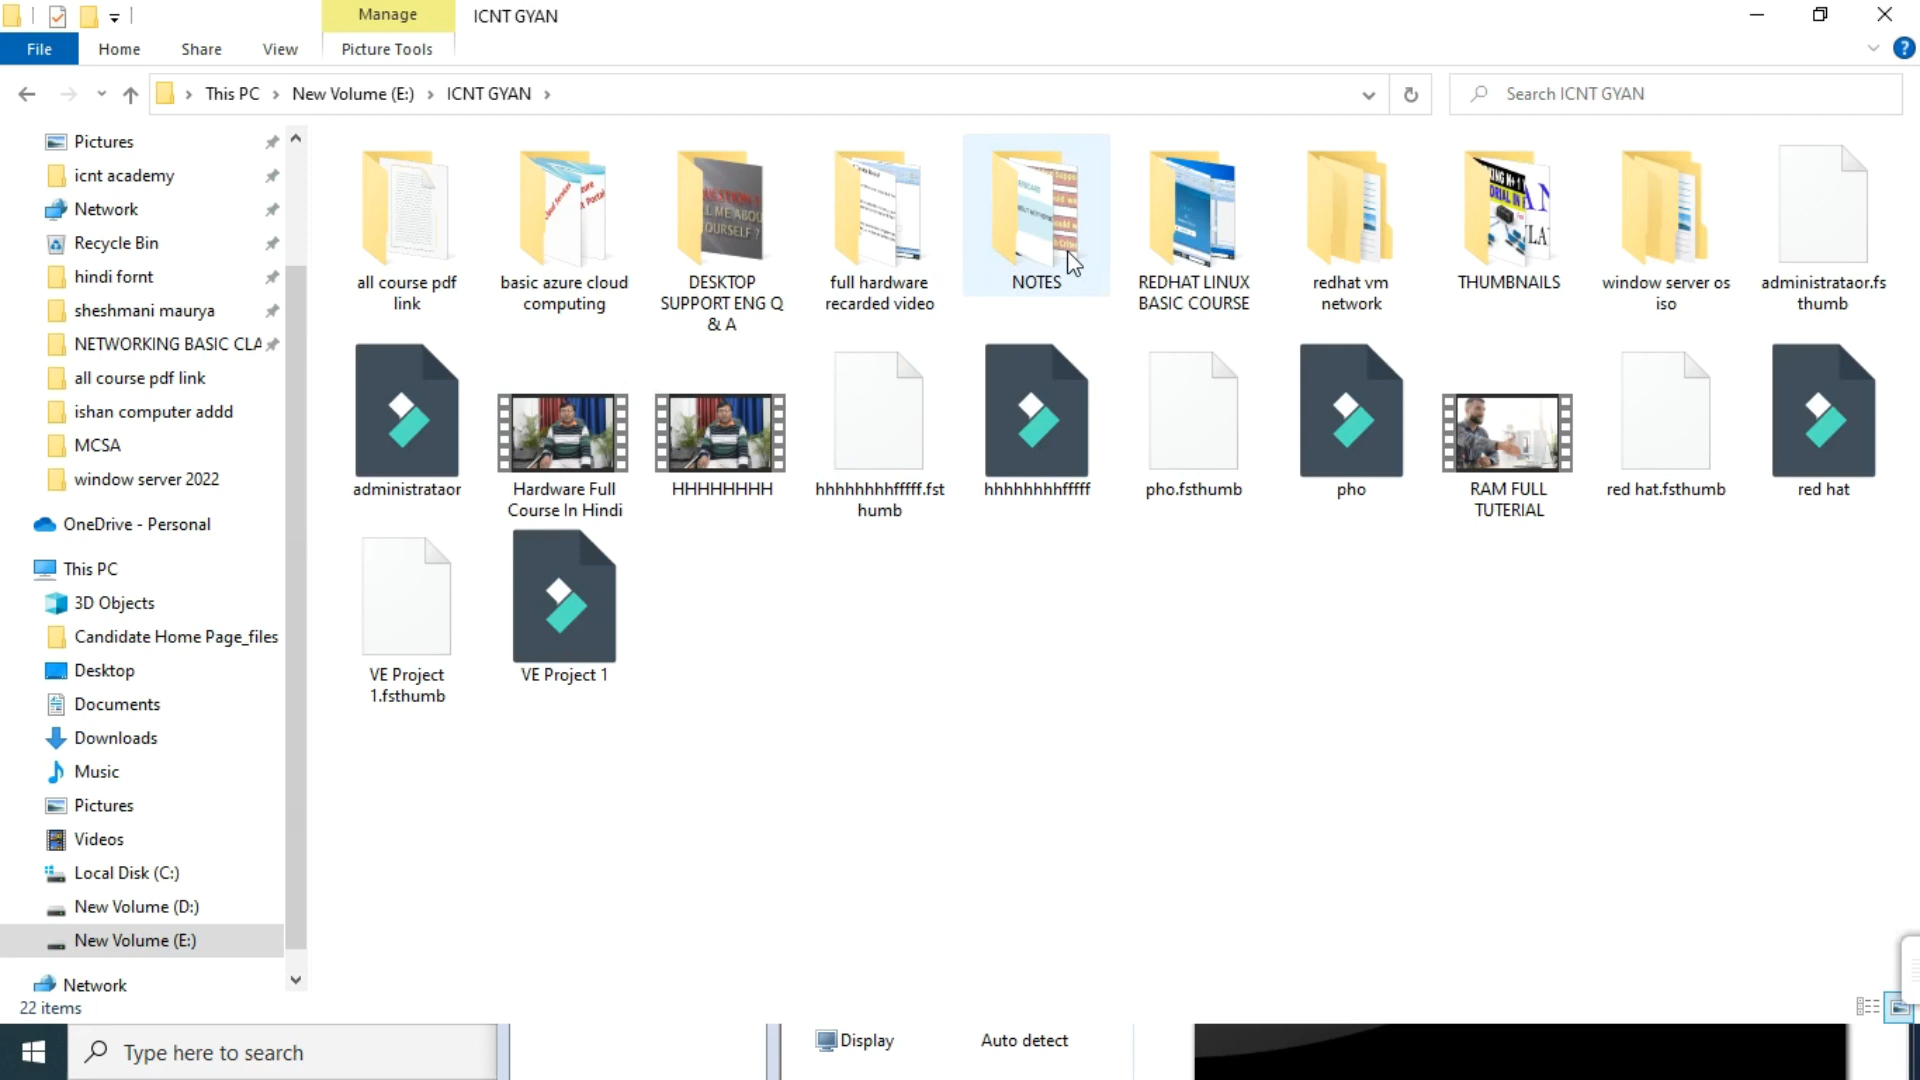 Manage
ICNT GYAN
File
Home
Share
View
Picture Tools
This PC
New Volume (E:)
ICNT GYAN
Search ICNT GYAN
Pictures
icnt academy
Network
Recycle Bin
hindi fornt
sheshmani maurya
NETWORKING BASIC CLA
all course pdf link
ishan computer addd
MCSA
window server 2022
OneDrive - Personal
This PC
3D Objects
Candidate Home Page_files
Desktop
Documents
Downloads
Music
Pictures
Videos
Local Disk (C:)
New Volume (D:)
New Volume (E:)
Network
all course pdf
link
basic azure cloud
computing
DESKTOP
SUPPORT ENG Q
& A
full hardware
recarded video
NOTES
REDHAT LINUX
BASIC COURSE
redhat vm
network
THUMBNAILS
window server os
iso
administrataor.fs
thumb
administrataor
Hardware Full
Course In Hindi
HHHHHHHH
hhhhhhhhfffff.fst
humb
hhhhhhhhfffff
pho.fsthumb
pho
RAM FULL
TUTERIAL
red hat.fsthumb
red hat
VE Project
1.fsthumb
VE Project 1
22 items
Type here to search
Display
Auto detect